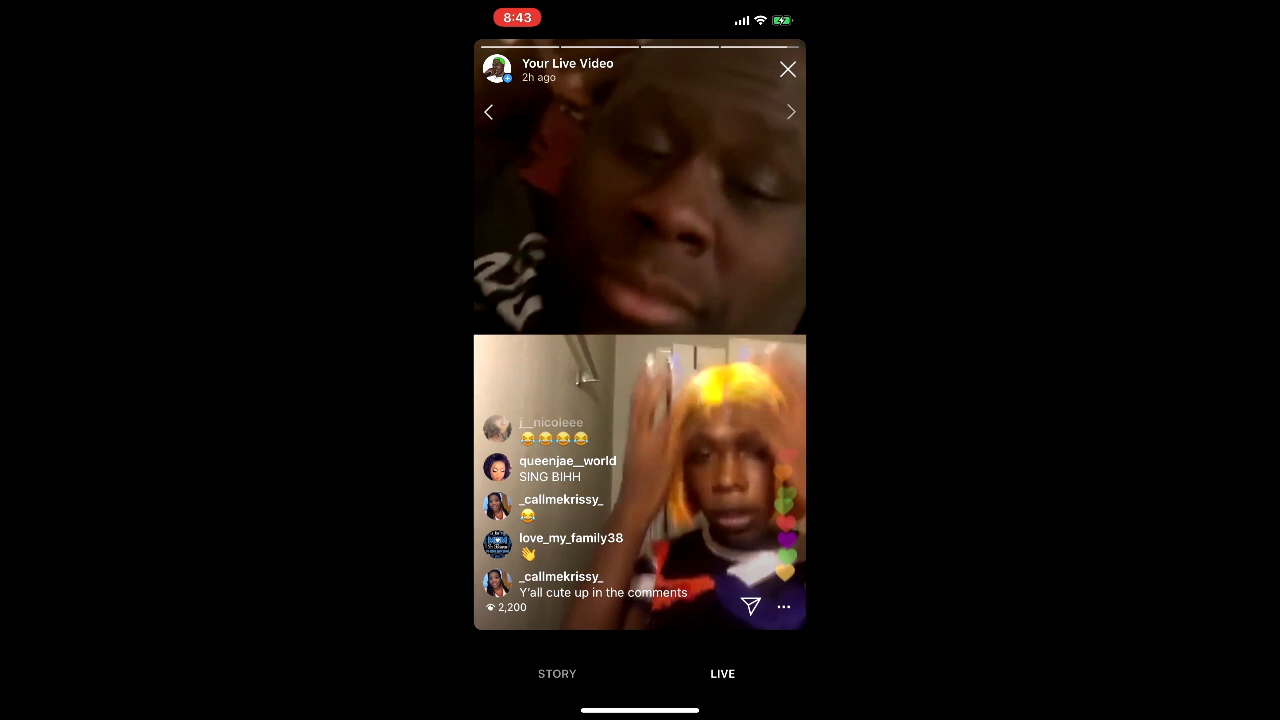 8:43
Your Live Video
2h ago
j__nicoleee
😂😂😂😂
queenjae__world
SING BIHH
_callmekrissy_
😂
love_my_family38
👋
_callmekrissy_
Y'all cute up in the comments
2,200
STORY
LIVE